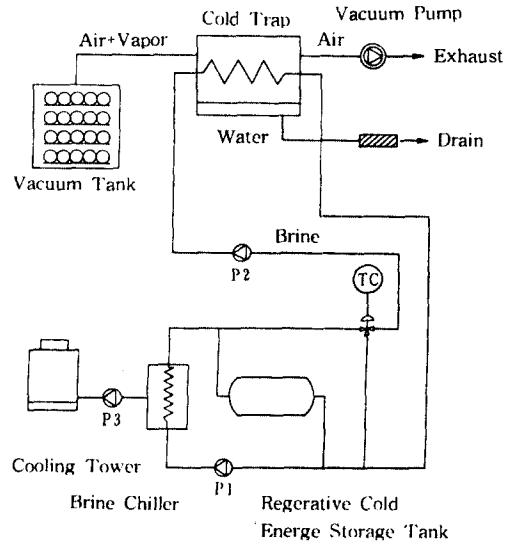 Cold Trap
Vacuum Pump
Air+Vapor
Air
Exhaust
Water
Drain
Vacuum Tank
Brine
P2
TC
P3
P1
Cooling Tower
Brine Chiller
Regerative Cold
Energe Storage Tank